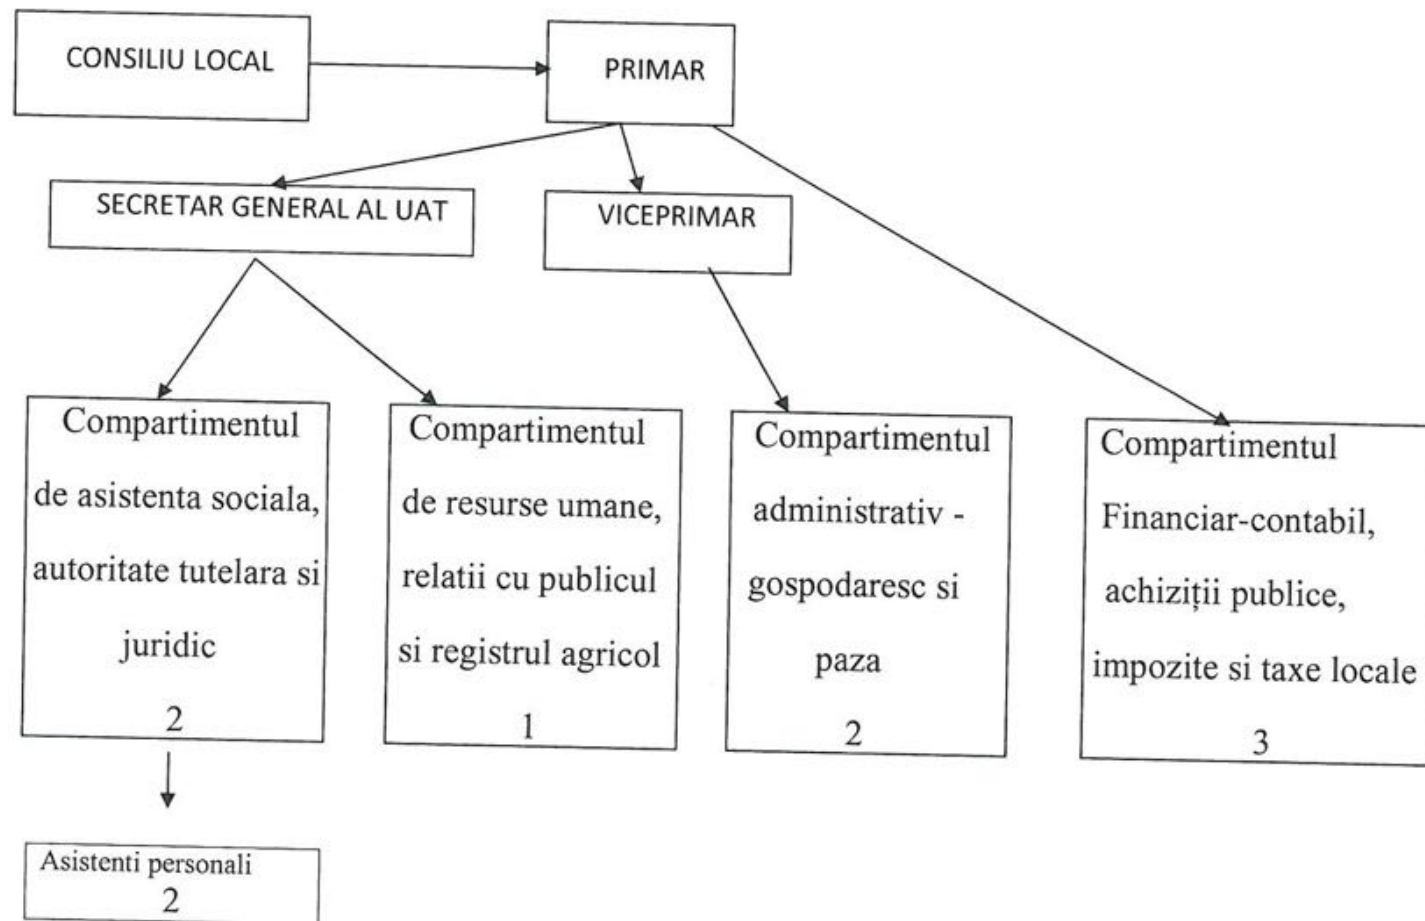 CONSILIU LOCAL
PRIMAR
SECRETAR GENERAL AL UAT
VICEPRIMAR
Compartimentul
de asistenta sociala,
autoritate tutelara si
juridic
2
Compartimentul
de resurse umane,
relatii cu publicul
si registrul agricol
1
Compartimentul
administrativ -
gospodaresc si
paza
2
Compartimentul
Financiar-contabil,
achiziții publice,
impozite si taxe locale
3
Asistenti personali
2